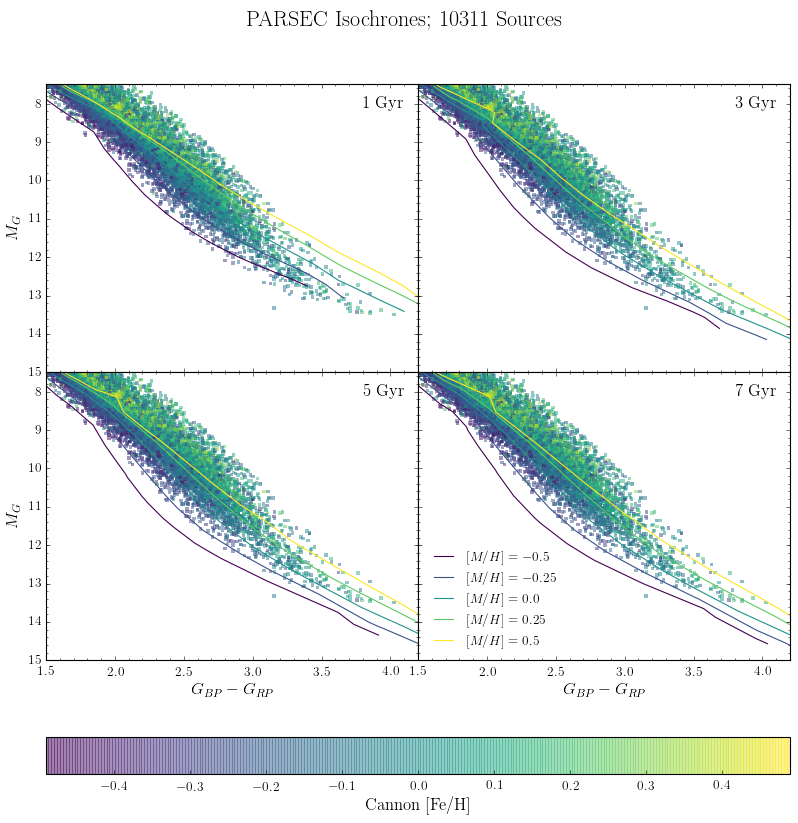 PARSEC Isochrones; 10311 Sources
1 Gyr
3 Gyr
8
9
10
11
12
13
14
15
M_G
5 Gyr
7 Gyr
8
9
10
11
12
13
14
15
M_G
[M/H] = −0.5
[M/H] = −0.25
[M/H] = 0.0
[M/H] = 0.25
[M/H] = 0.5
1.5 2.0 2.5 3.0 3.5 4.0 1.5 2.0 2.5 3.0 3.5 4.0
G_BP − G_RP G_BP − G_RP
−0.4 −0.3 −0.2 −0.1 0.0 0.1 0.2 0.3 0.4
Cannon [Fe/H]